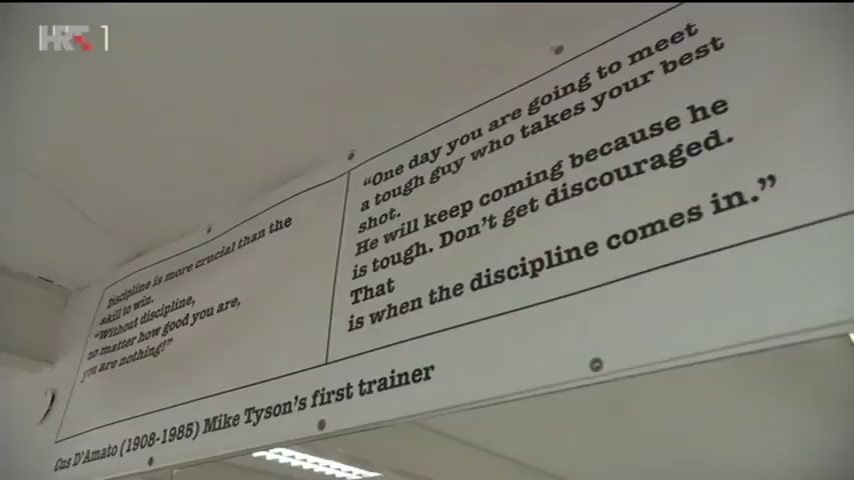 HRT 1
Discipline is more crucial than the
skill to win.
"Without discipline,
no matter how good you are,
you are nothing!"
“One day you are going to meet
a tough guy who takes your best
shot.
He will keep coming because he
is tough. Don’t get discouraged.
That
is when the discipline comes in.”
Cus D'Amato (1908-1985) Mike Tyson's first trainer